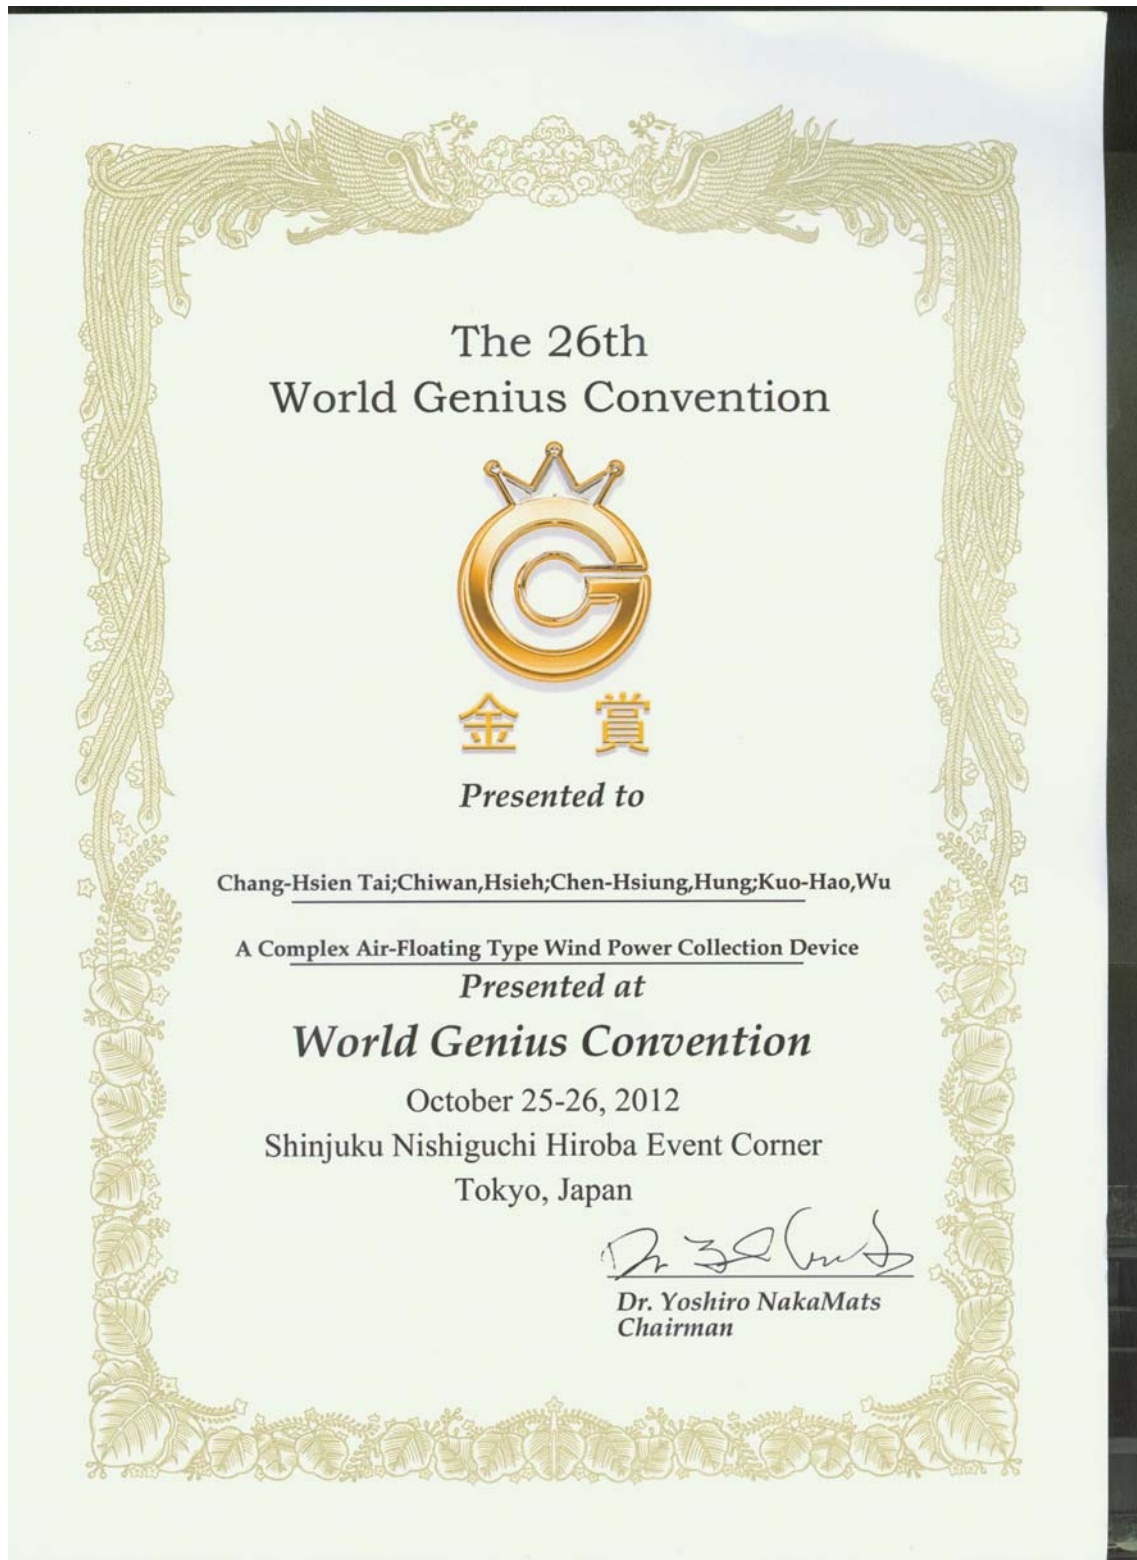 The 26th
World Genius Convention
金 賞
Presented to
Chang-Hsien Tai;Chiwan,Hsieh;Chen-Hsiung,Hung;Kuo-Hao,Wu
A Complex Air-Floating Type Wind Power Collection Device
Presented at
World Genius Convention
October 25-26, 2012
Shinjuku Nishiguchi Hiroba Event Corner
Tokyo, Japan
Dr. Yoshiro NakaMats
Chairman